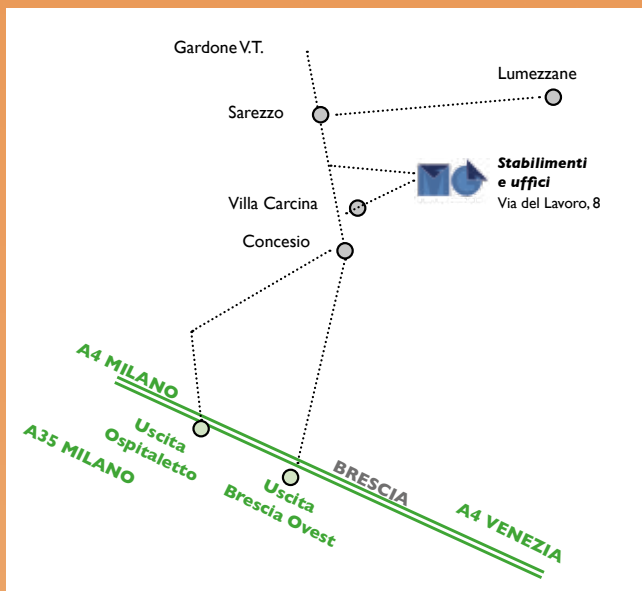 Gardone V.T.
Lumezzane
Sarezzo
MG
Stabilimenti
e uffici
Via del Lavoro, 8
Villa Carcina
Concesio
A4 MILANO
A35 MILANO
Uscita
Ospitaletto
Uscita
Brescia Ovest
BRESCIA
A4 VENEZIA